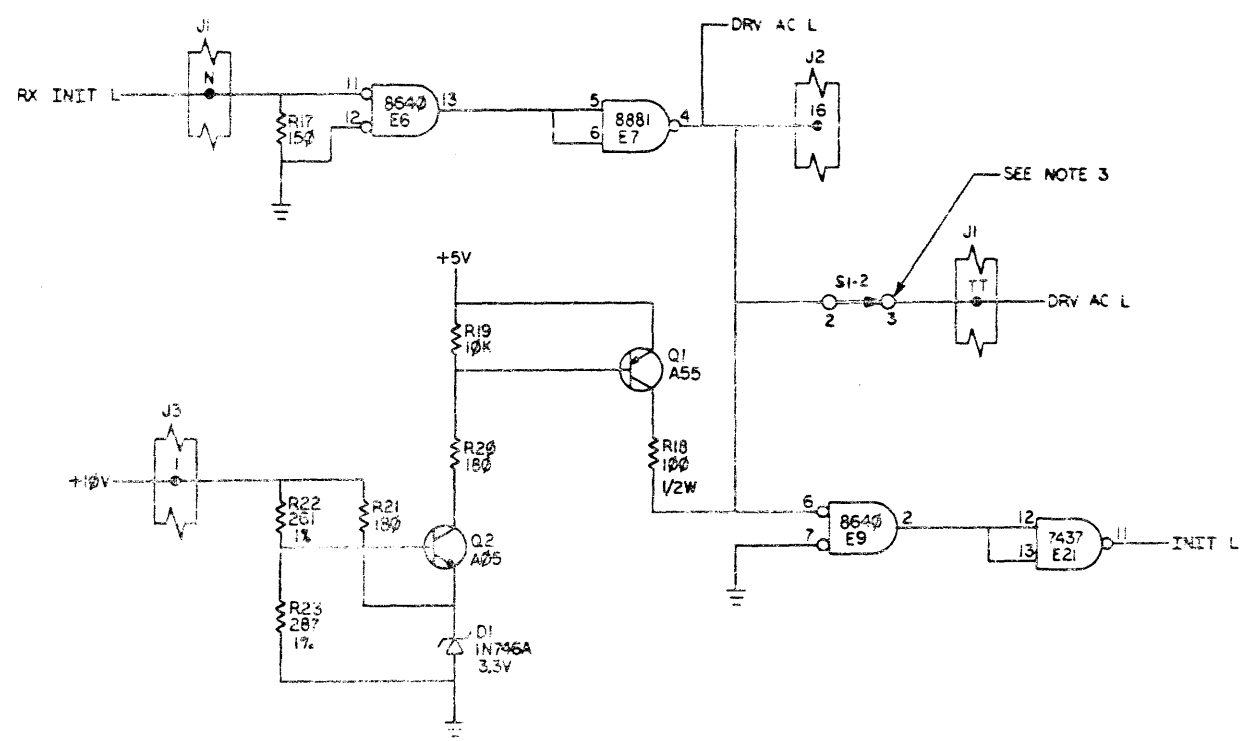 J1
DRV AC L
J2
RX INIT L
N
11
12
8640
E6
13
5
6
8881
E7
4
16
R17
150
SEE NOTE 3
J1
+5V
S1-2
2
3
TT
DRV AC L
R19
10K
Q1
A55
J3
R20
180
R18
100
1/2W
+10V
1
R22
261
1%
R21
180
Q2
A05
6
7
8640
E9
2
12
13
7437
E21
11
INIT L
R23
287
1%
D1
1N746A
3.3V